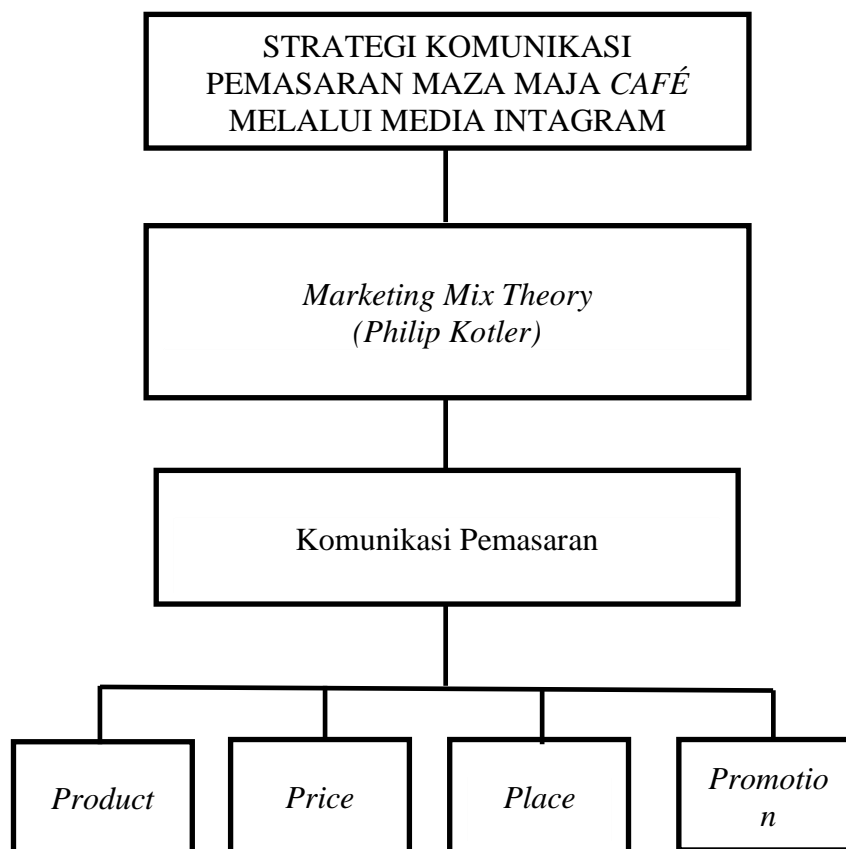 STRATEGI KOMUNIKASI
PEMASARAN MAZA MAJA CAFÉ
MELALUI MEDIA INTAGRAM
Marketing Mix Theory
(Philip Kotler)
Komunikasi Pemasaran
Product
Price
Place
Promotio
n